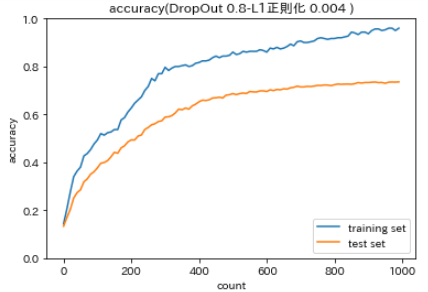 accuracy(DropOut 0.8-L1正則化 0.004 )
1.0
0.8
0.6
0.4
0.2
0.0
accuracy
0 200 400 600 800 1000
count
training set
test set